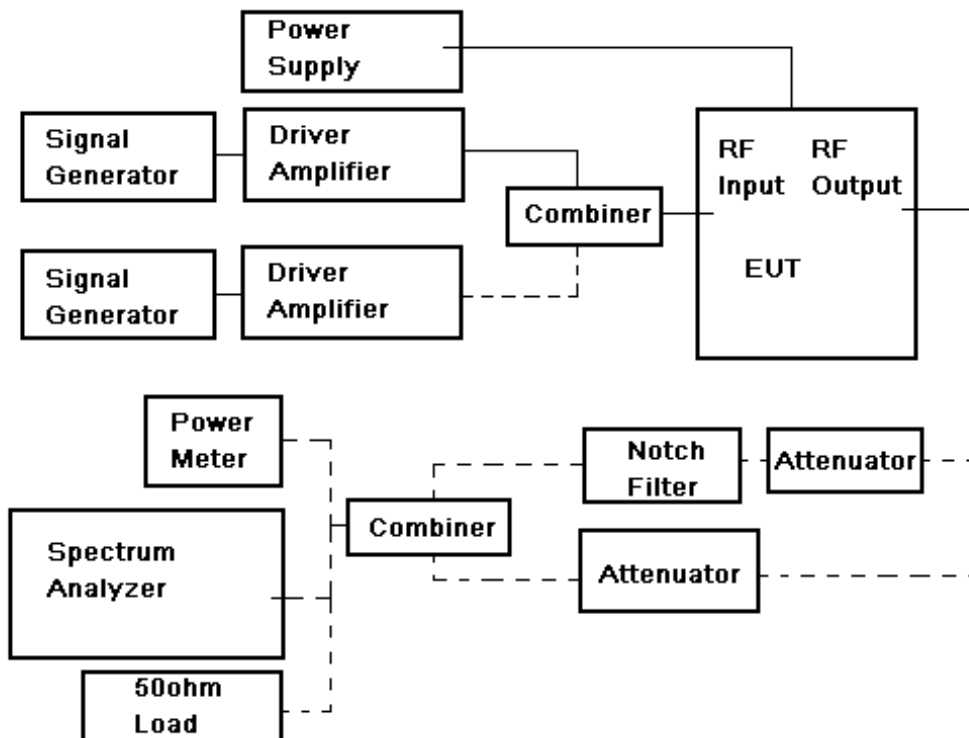 Power
Supply
Signal
Generator
Driver
Amplifier
Combiner
RF
Input
RF
Output
EUT
Signal
Generator
Driver
Amplifier
Power
Meter
Notch
Filter
Attenuator
Combiner
Attenuator
Spectrum
Analyzer
50ohm
Load